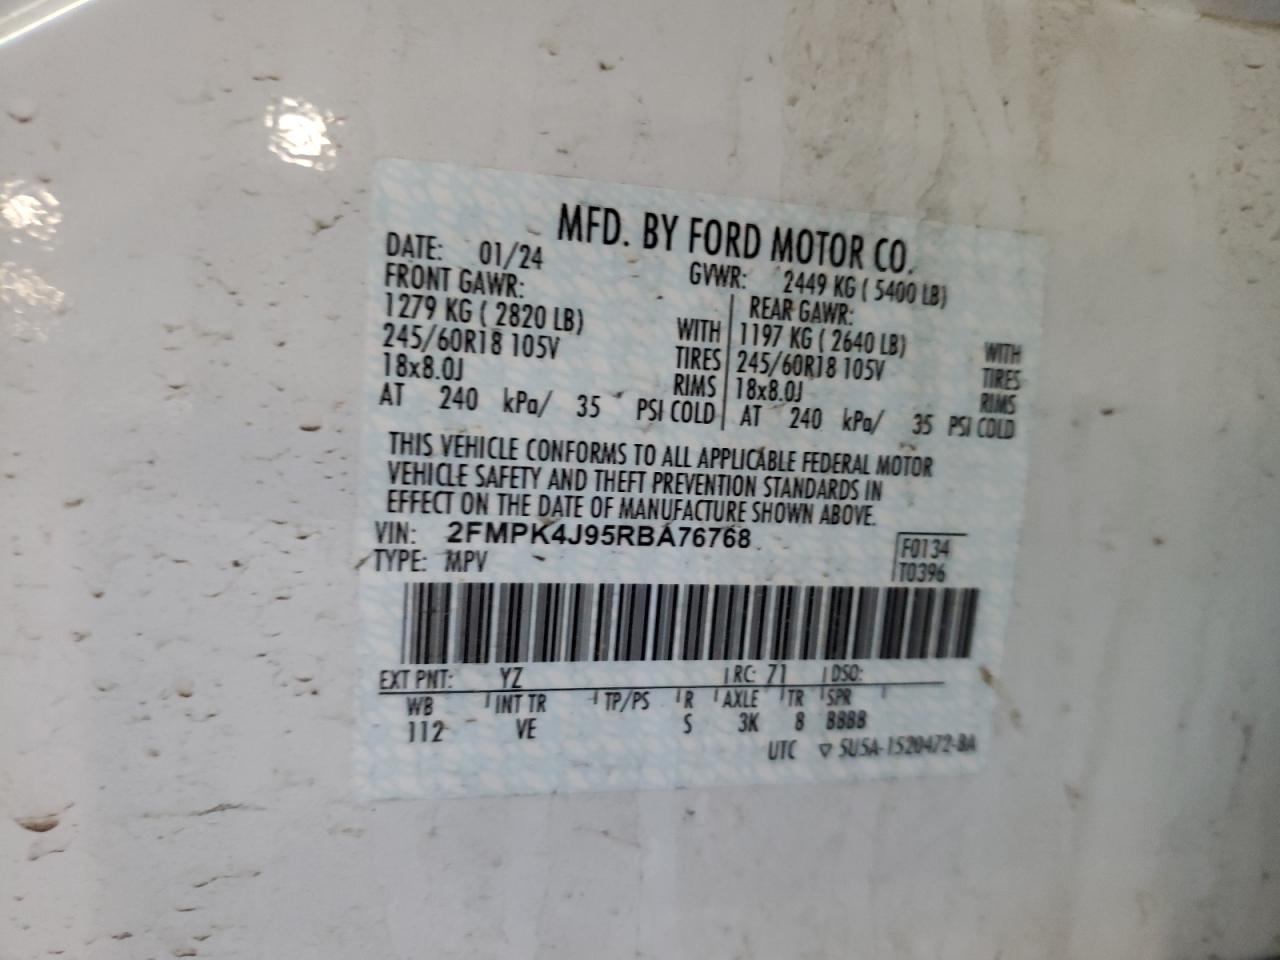 MFD. BY FORD MOTOR CO.
DATE: 01/24 GVWR: 2449 KG ( 5400 LB)
FRONT GAWR: REAR GAWR:
1279 KG ( 2820 LB) WITH 1197 KG ( 2640 LB) WITH
245/60R18 105V TIRES 245/60R18 105V TIRES
18x8.0J RIMS 18x8.0J RIMS
AT 240 kPa/ 35 PSI COLD AT 240 kPa/ 35 PSI COLD
THIS VEHICLE CONFORMS TO ALL APPLICABLE FEDERAL MOTOR
VEHICLE SAFETY AND THEFT PREVENTION STANDARDS IN
EFFECT ON THE DATE OF MANUFACTURE SHOWN ABOVE.
VIN: 2FMPK4J95RBA76768 F0134
TYPE: MPV T0396
EXT PNT: YZ RC: 71 DSO:
WB INT TR TP/PS R AXLE TR SPR
112 VE S 3K 8 BBBB
UTC ▽ 5U5A-1520472-BA